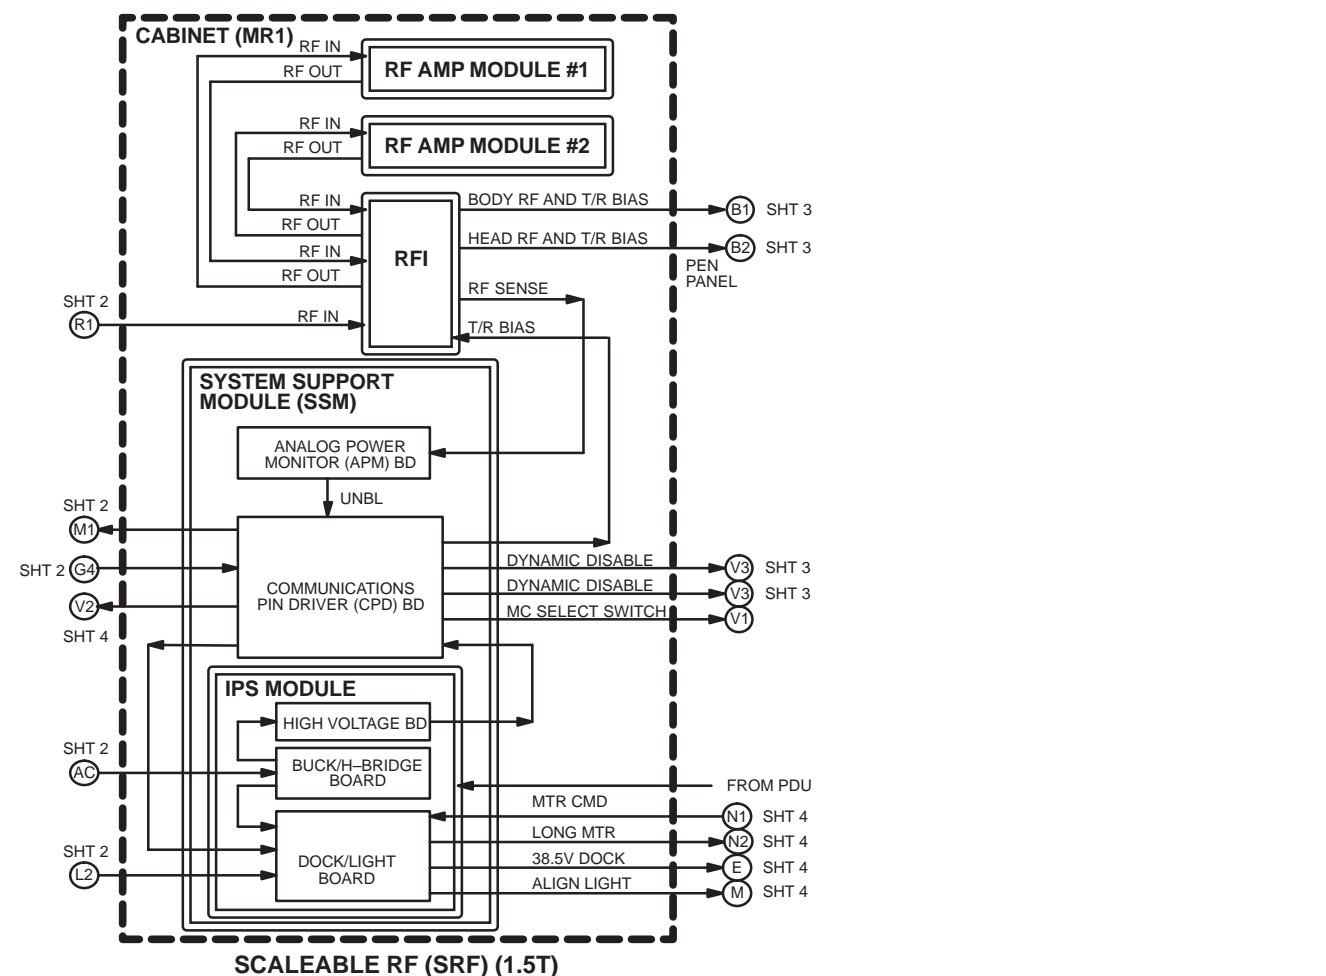 CABINET (MR1)
RF IN
RF OUT
RF AMP MODULE #1
RF IN
RF OUT
RF AMP MODULE #2
RF IN
RF OUT
RF IN
RF OUT
RFI
BODY RF AND T/R BIAS
B1
SHT 3
HEAD RF AND T/R BIAS
B2
SHT 3
PEN
PANEL
RF SENSE
SHT 2
R1
RF IN
T/R BIAS
SYSTEM SUPPORT
MODULE (SSM)
ANALOG POWER
MONITOR (APM) BD
UNBL
SHT 2
M1
SHT 2
G4
V2
SHT 4
COMMUNICATIONS
PIN DRIVER (CPD) BD
DYNAMIC DISABLE
V3
SHT 3
DYNAMIC DISABLE
V3
SHT 3
MC SELECT SWITCH
V1
IPS MODULE
HIGH VOLTAGE BD
SHT 2
AC
BUCK/H–BRIDGE
BOARD
FROM PDU
MTR CMD
N1
SHT 4
LONG MTR
N2
SHT 4
SHT 2
L2
DOCK/LIGHT
BOARD
38.5V DOCK
E
SHT 4
ALIGN LIGHT
M
SHT 4
SCALEABLE RF (SRF) (1.5T)